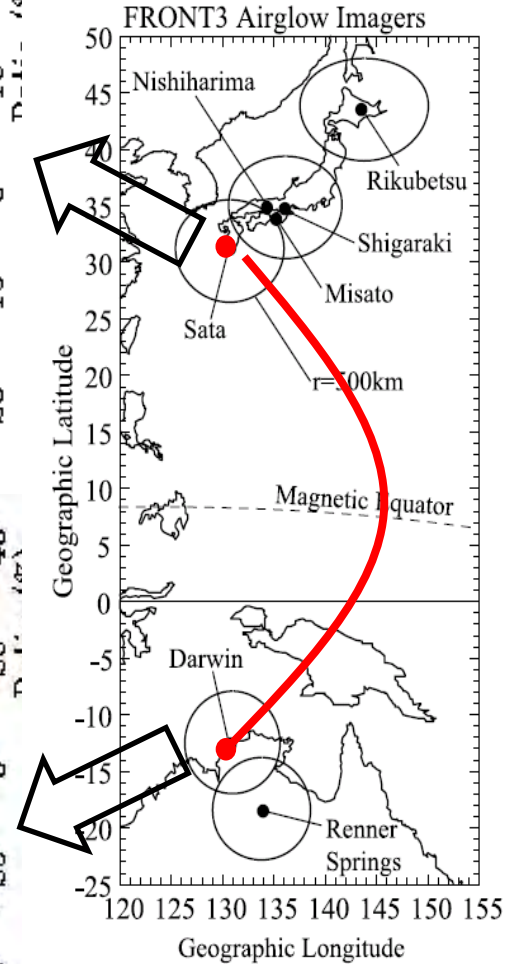 FRONT3 Airglow Imagers
50
Nishiharima
45
40
Rikubetsu
35
Shigaraki
30
Misato
Sata
25
r=500km
20
15
Magnetic Equator
10
5
0
Darwin
-5
-10
-15
-20
Renner
Springs
-25
120 125 130 135 140 145 150 155
Geographic Latitude
Geographic Longitude